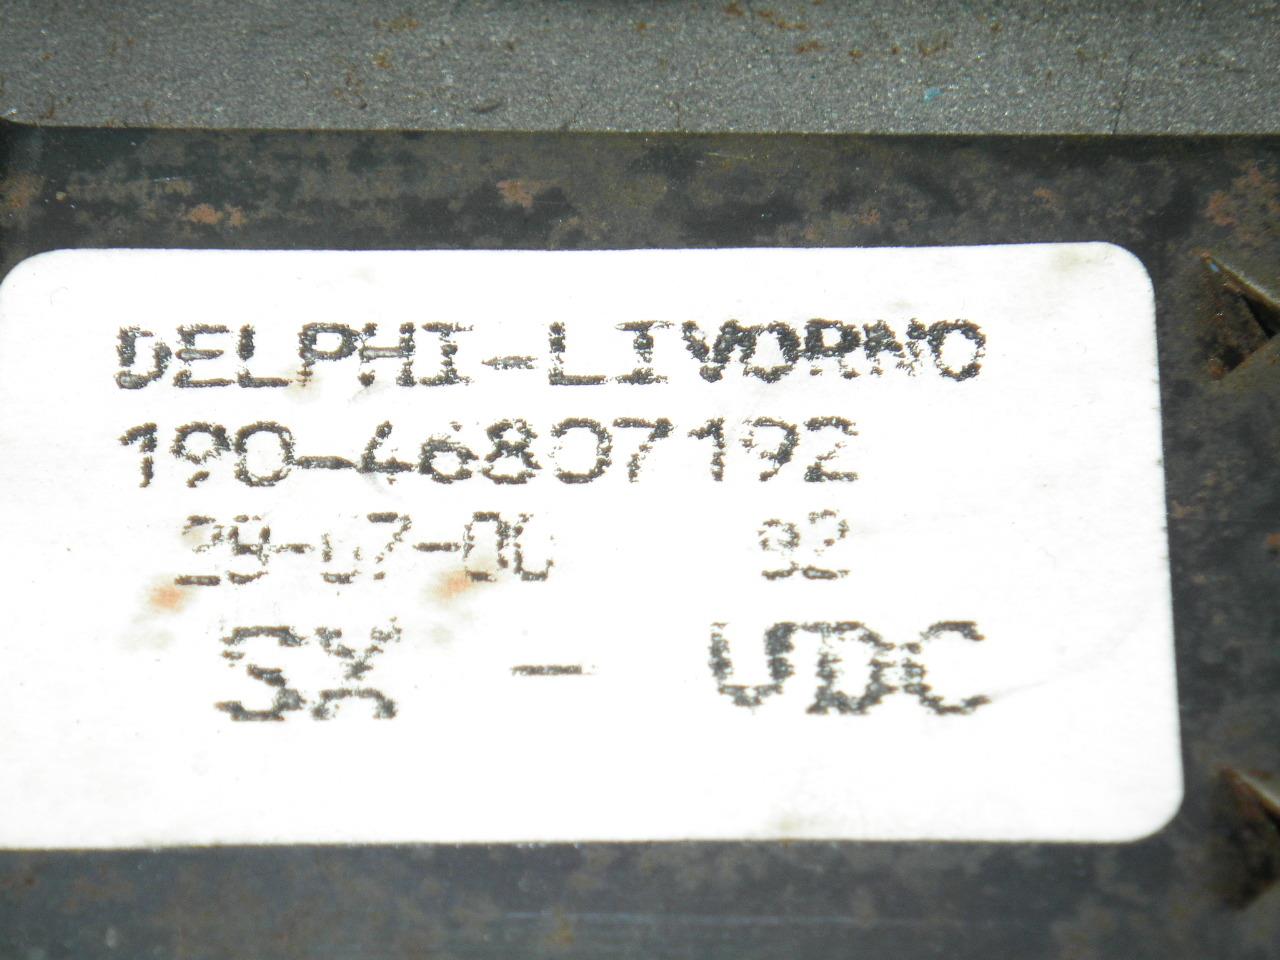 DELPHI-LIVORNO
190-46807192
29-07-00 92
SX - VDC